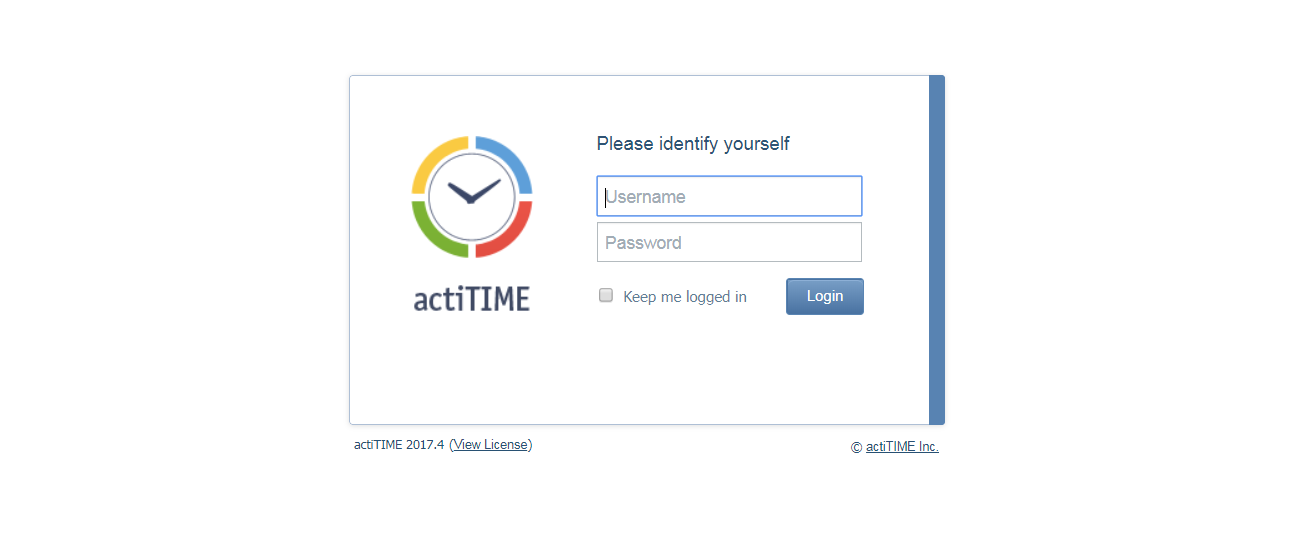 Please identify yourself
Username
Password
Keep me logged in
Login
actiTIME
actiTIME 2017.4 (View License)
© actiTIME Inc.